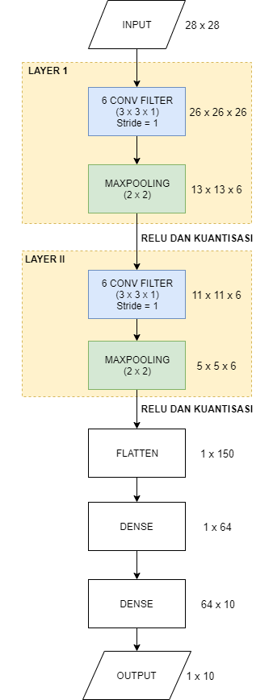 INPUT
28 x 28
LAYER 1
6 CONV FILTER
(3 x 3 x 1)
Stride = 1
26 x 26 x 26
MAXPOOLING
(2 x 2)
13 x 13 x 6
RELU DAN KUANTISASI
LAYER II
6 CONV FILTER
(3 x 3 x 1)
Stride = 1
11 x 11 x 6
MAXPOOLING
(2 x 2)
5 x 5 x 6
RELU DAN KUANTISASI
FLATTEN
1 x 150
DENSE
1 x 64
DENSE
64 x 10
OUTPUT
1 x 10